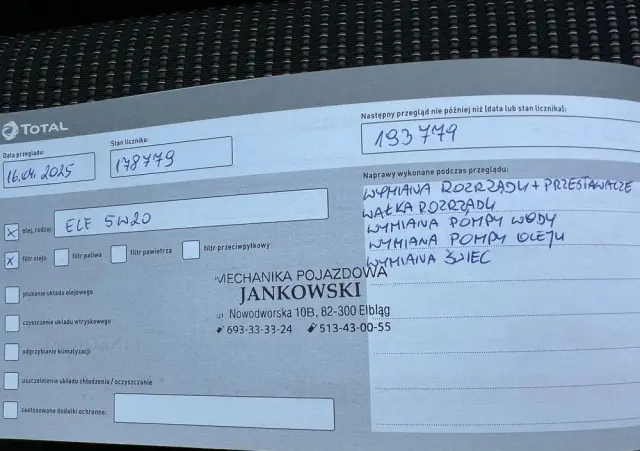 TOTAL
Data przeglądu:
16.04.2025
Stan licznika:
178779
Następny przegląd nie później niż (data lub stan licznika):
193779
olej, rodzaj
ELF 5W20
filtr oleju
filtr paliwa
filtr powietrza
filtr przeciwpyłkowy
płukanie układu olejowego
czyszczenie układu wtryskowego
odgrzybianie klimatyzacji
uszczelnienie układu chłodzenia / oczyszczanie
zastosowane dodatki ochronne:
MECHANIKA POJAZDOWA
JANKOWSKI
Nowodworska 10B, 82-300 Elbląg
693-33-33-24 513-43-00-55
Naprawy wykonane podczas przeglądu:
WYMIANA ROZRZĄDU + PRZESTAWIACZE
WAŁKA ROZRZĄDU
WYMIANA POMPY WODY
WYMIANA POMPY OLEJU
WYMIANA ŚWIEC